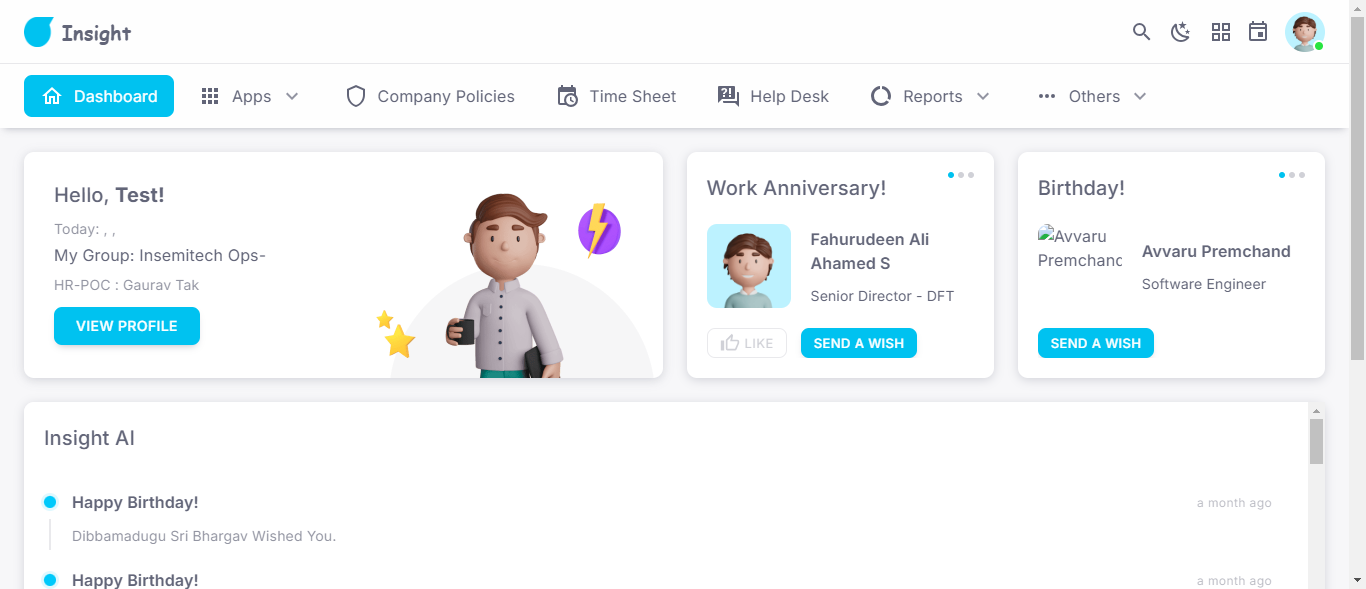 Insight
Dashboard
Apps
Company Policies
Time Sheet
Help Desk
Reports
Others
Hello, Test!
Today: , ,
My Group: Insemitech Ops-
HR-POC : Gaurav Tak
VIEW PROFILE
Work Anniversary!
Fahurudeen Ali
Ahamed S
Senior Director - DFT
LIKE
SEND A WISH
Birthday!
Avvaru
Premchand
Avvaru Premchand
Software Engineer
SEND A WISH
Insight AI
Happy Birthday!
a month ago
Dibbamadugu Sri Bhargav Wished You.
Happy Birthday!
a month ago